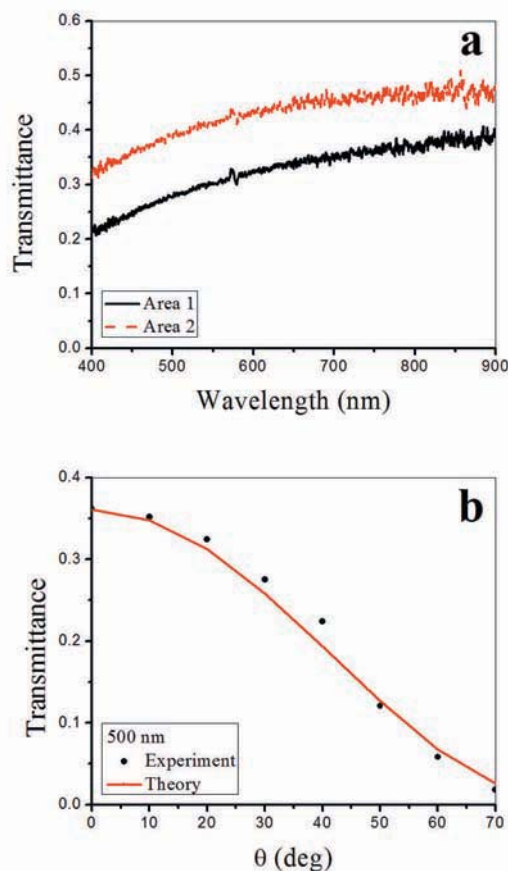 a
0.6
0.5
0.4
0.3
0.2
0.1
0.0
Transmittance
Area 1
Area 2
400 500 600 700 800 900
Wavelength (nm)
b
0.4
0.3
0.2
0.1
0.0
Transmittance
500 nm
Experiment
Theory
0 10 20 30 40 50 60 70
θ (deg)